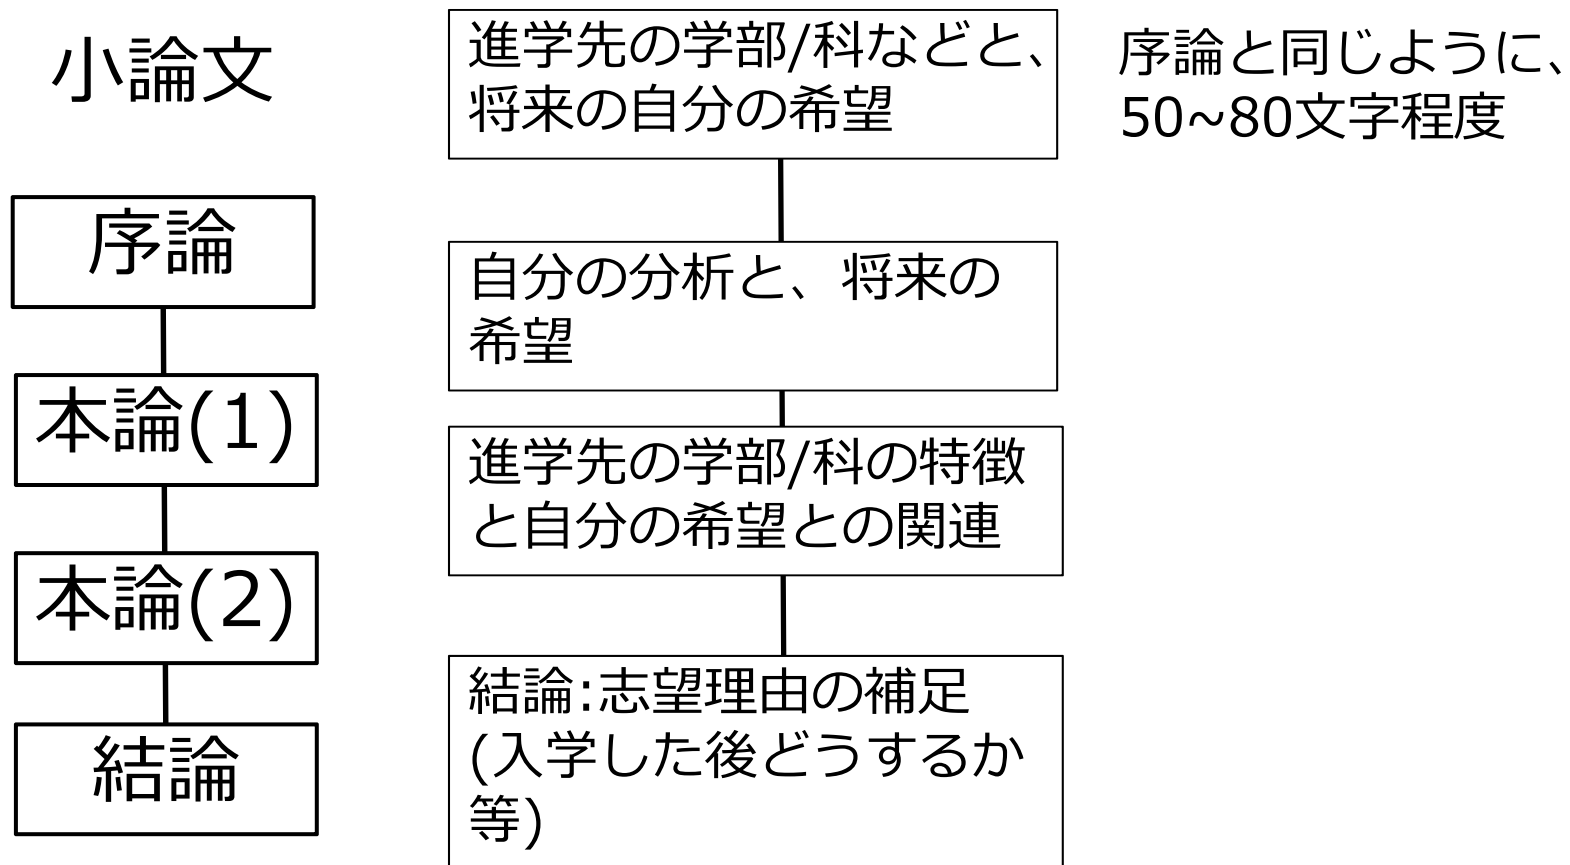 小論文
序論
本論(1)
本論(2)
結論
進学先の学部/科などと、
将来の自分の希望
自分の分析と、将来の
希望
進学先の学部/科の特徴
と自分の希望との関連
結論:志望理由の補足
(入学した後どうするか
等)
序論と同じように、
50~80文字程度